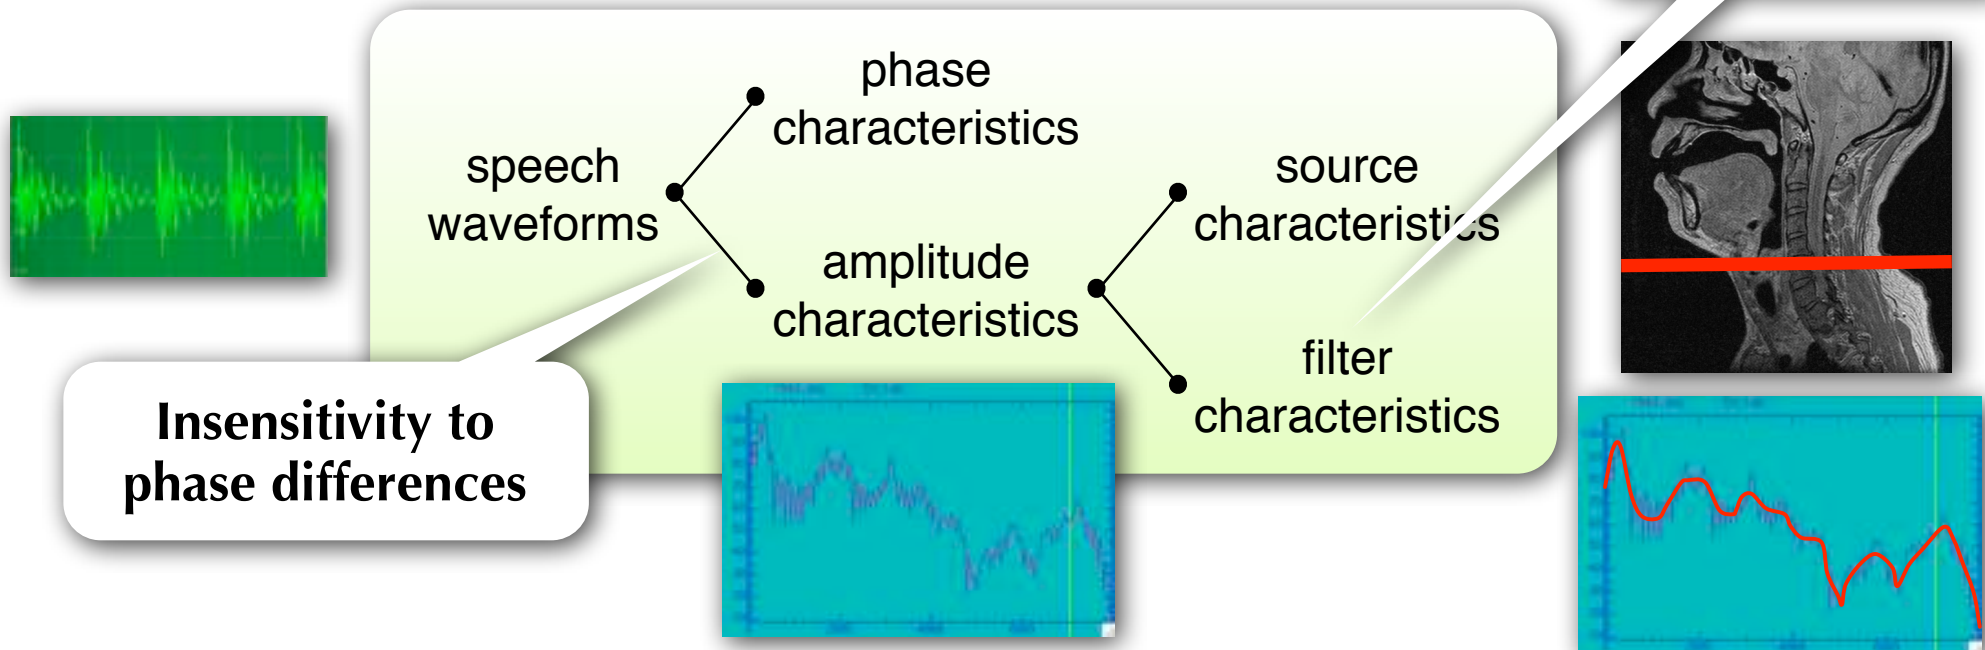 phase
characteristics
speech
waveforms
source
characteristics
amplitude
characteristics
filter
characteristics
Insensitivity to
phase differences